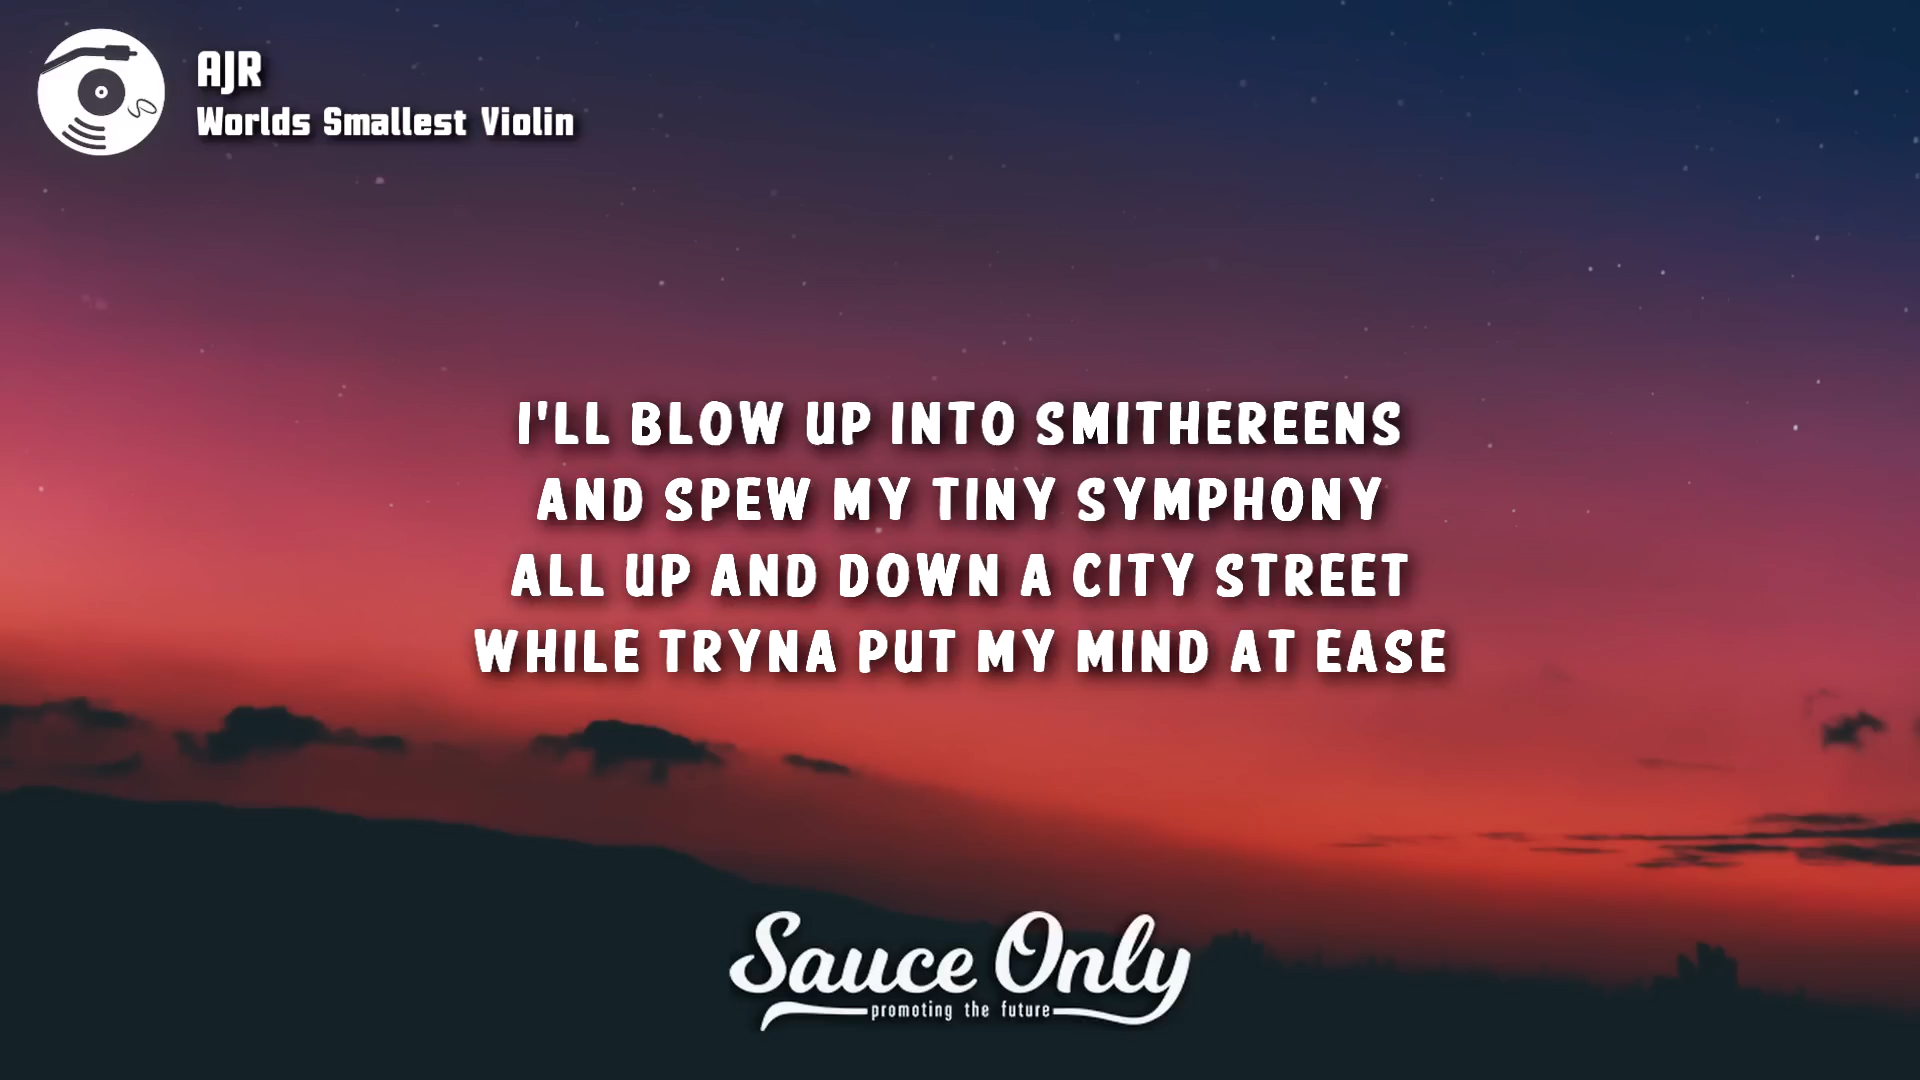 AJR
Worlds Smallest Violin
I'LL BLOW UP INTO SMITHEREENS
AND SPEW MY TINY SYMPHONY
ALL UP AND DOWN A CITY STREET
WHILE TRYNA PUT MY MIND AT EASE
Sauce Only
promoting the future